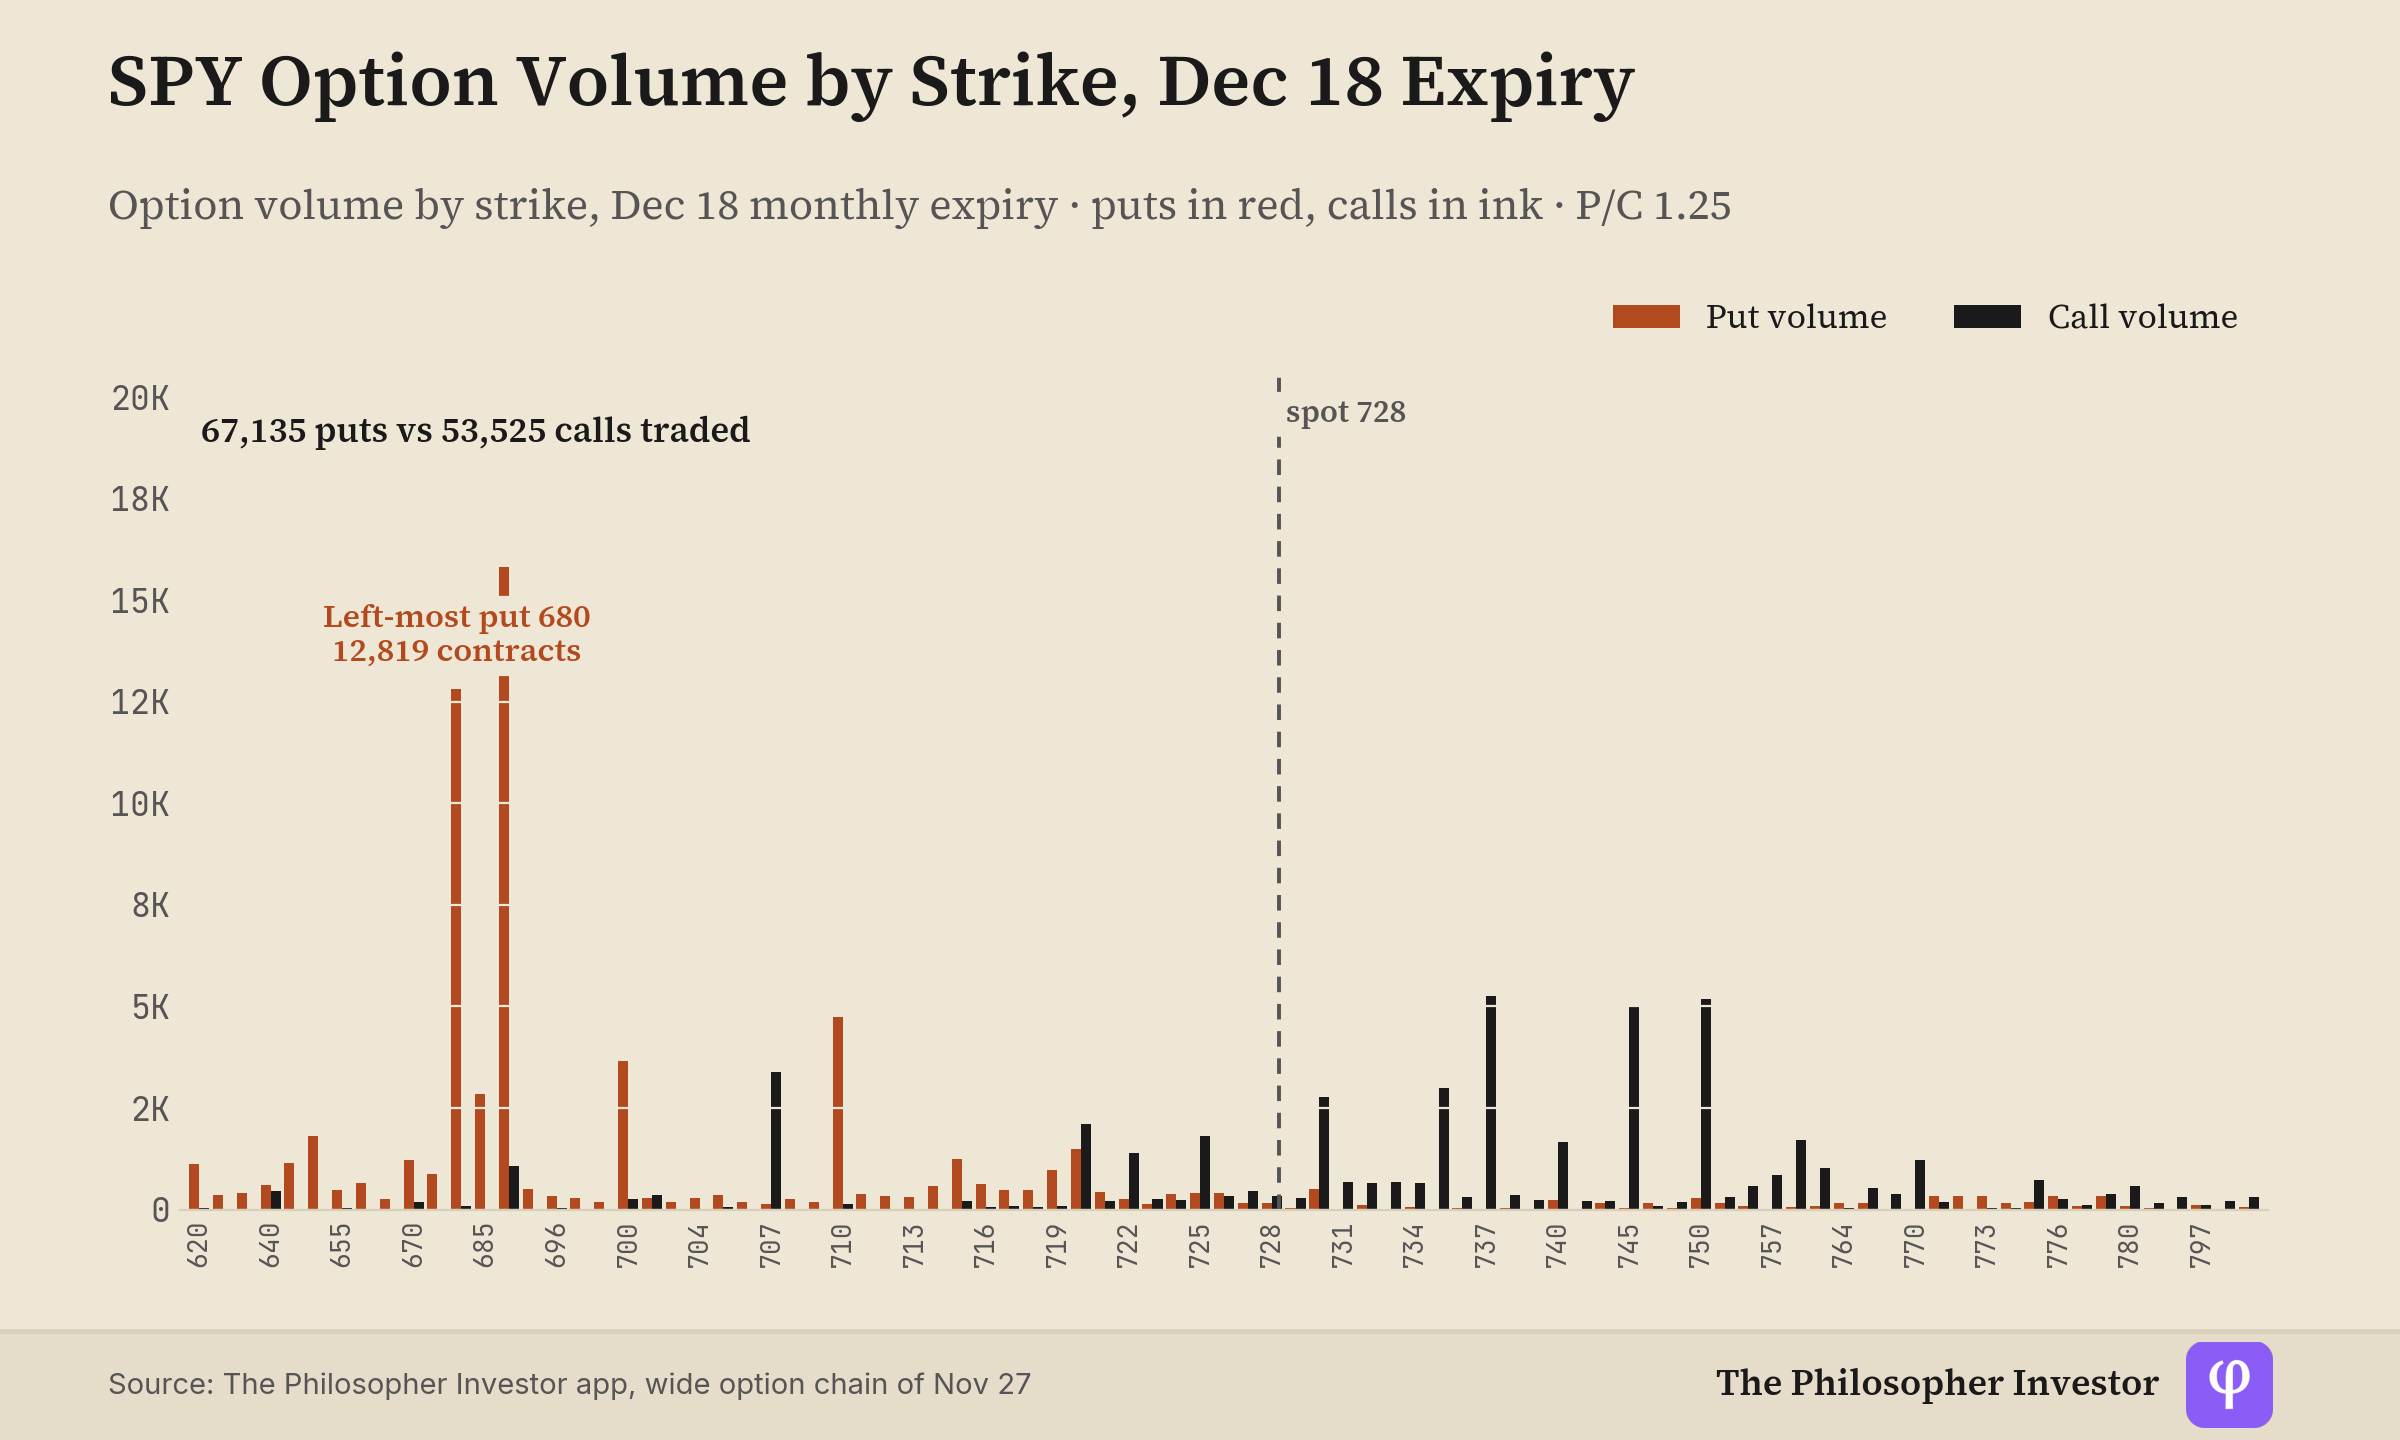 SPY Option Volume by Strike, Dec 18 Expiry
Option volume by strike, Dec 18 monthly expiry · puts in red, calls in ink · P/C 1.25
Put volume
Call volume
20K
67,135 puts vs 53,525 calls traded
spot 728
18K
15K
Left-most put 680
12,819 contracts
12K
10K
8K
5K
2K
0
620
640
655
670
685
696
700
704
707
710
713
716
719
722
725
728
731
734
737
740
745
750
757
764
770
773
776
780
797
Source: The Philosopher Investor app, wide option chain of Nov 27
The Philosopher Investor
φ